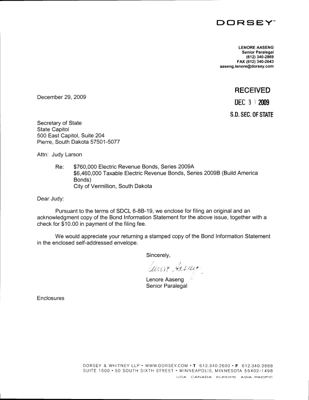 DORSEY
LENORE AASENG
Senior Paralegal
(612) 340-2869
FAX (612) 340-2643
aaseng.lenore@dorsey.com
RECEIVED
December 29, 2009
DEC 31 2009
S.D. SEC. OF STATE
Secretary of State
State Capitol
500 East Capitol, Suite 204
Pierre, South Dakota 57501-5077
Attn: Judy Larson
Re: $760,000 Electric Revenue Bonds, Series 2009A
$6,460,000 Taxable Electric Revenue Bonds, Series 2009B (Build America
Bonds)
City of Vermillion, South Dakota
Dear Judy:
Pursuant to the terms of SDCL 6-8B-19, we enclose for filing an original and an
acknowledgment copy of the Bond Information Statement for the above issue, together with a
check for $10.00 in payment of the filing fee.
We would appreciate your returning a stamped copy of the Bond Information Statement
in the enclosed self-addressed envelope.
Sincerely,
Lenore Aaseng
Lenore Aaseng
Senior Paralegal
Enclosures
DORSEY & WHITNEY LLP • WWW.DORSEY.COM • T 612.340.2600 • F 612.340.2868
SUITE 1500 • 50 SOUTH SIXTH STREET • MINNEAPOLIS, MINNESOTA 55402-1498
USA CANADA EUROPE ASIA-PACIFIC